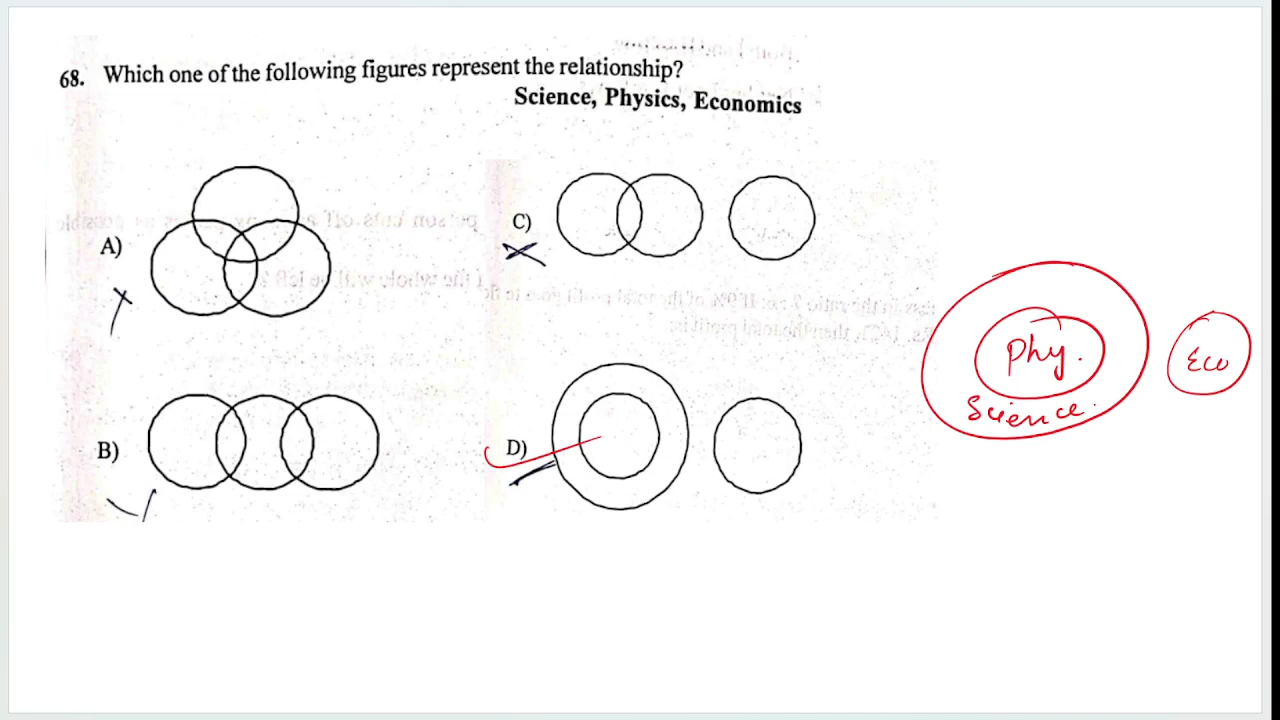 68. Which one of the following figures represent the relationship?
Science, Physics, Economics
A)
C)
B)
D)
Phy.
Science.
Eco